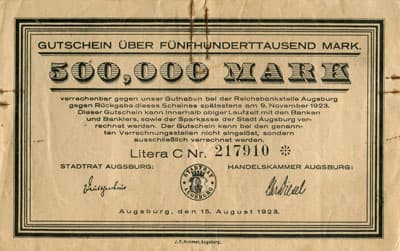 GUTSCHEIN ÜBER FÜNFHUNDERTTAUSEND MARK.
500,000 MARK
verrechenbar gegen unser Guthaben bei der Reichsbankstelle Augsburg
gegen Rückgabe dieses Scheines spätestens am 9. November 1923.
Dieser Gutschein kann innerhalb obiger Laufzeit mit den Banken
und Bankiers, sowie der Sparkasse der Stadt Augsburg ver-
rechnet werden. Der Gutschein kann bei den genann-
ten Verrechnungsstellen nicht eingelöst, sondern
ausschließlich verrechnet werden.
Litera C Nr. 217910 *
STADTRAT AUGSBURG:
HANDELSKAMMER AUGSBURG:
STADTRAT
AUGSBURG
Augsburg, den 15. August 1923.